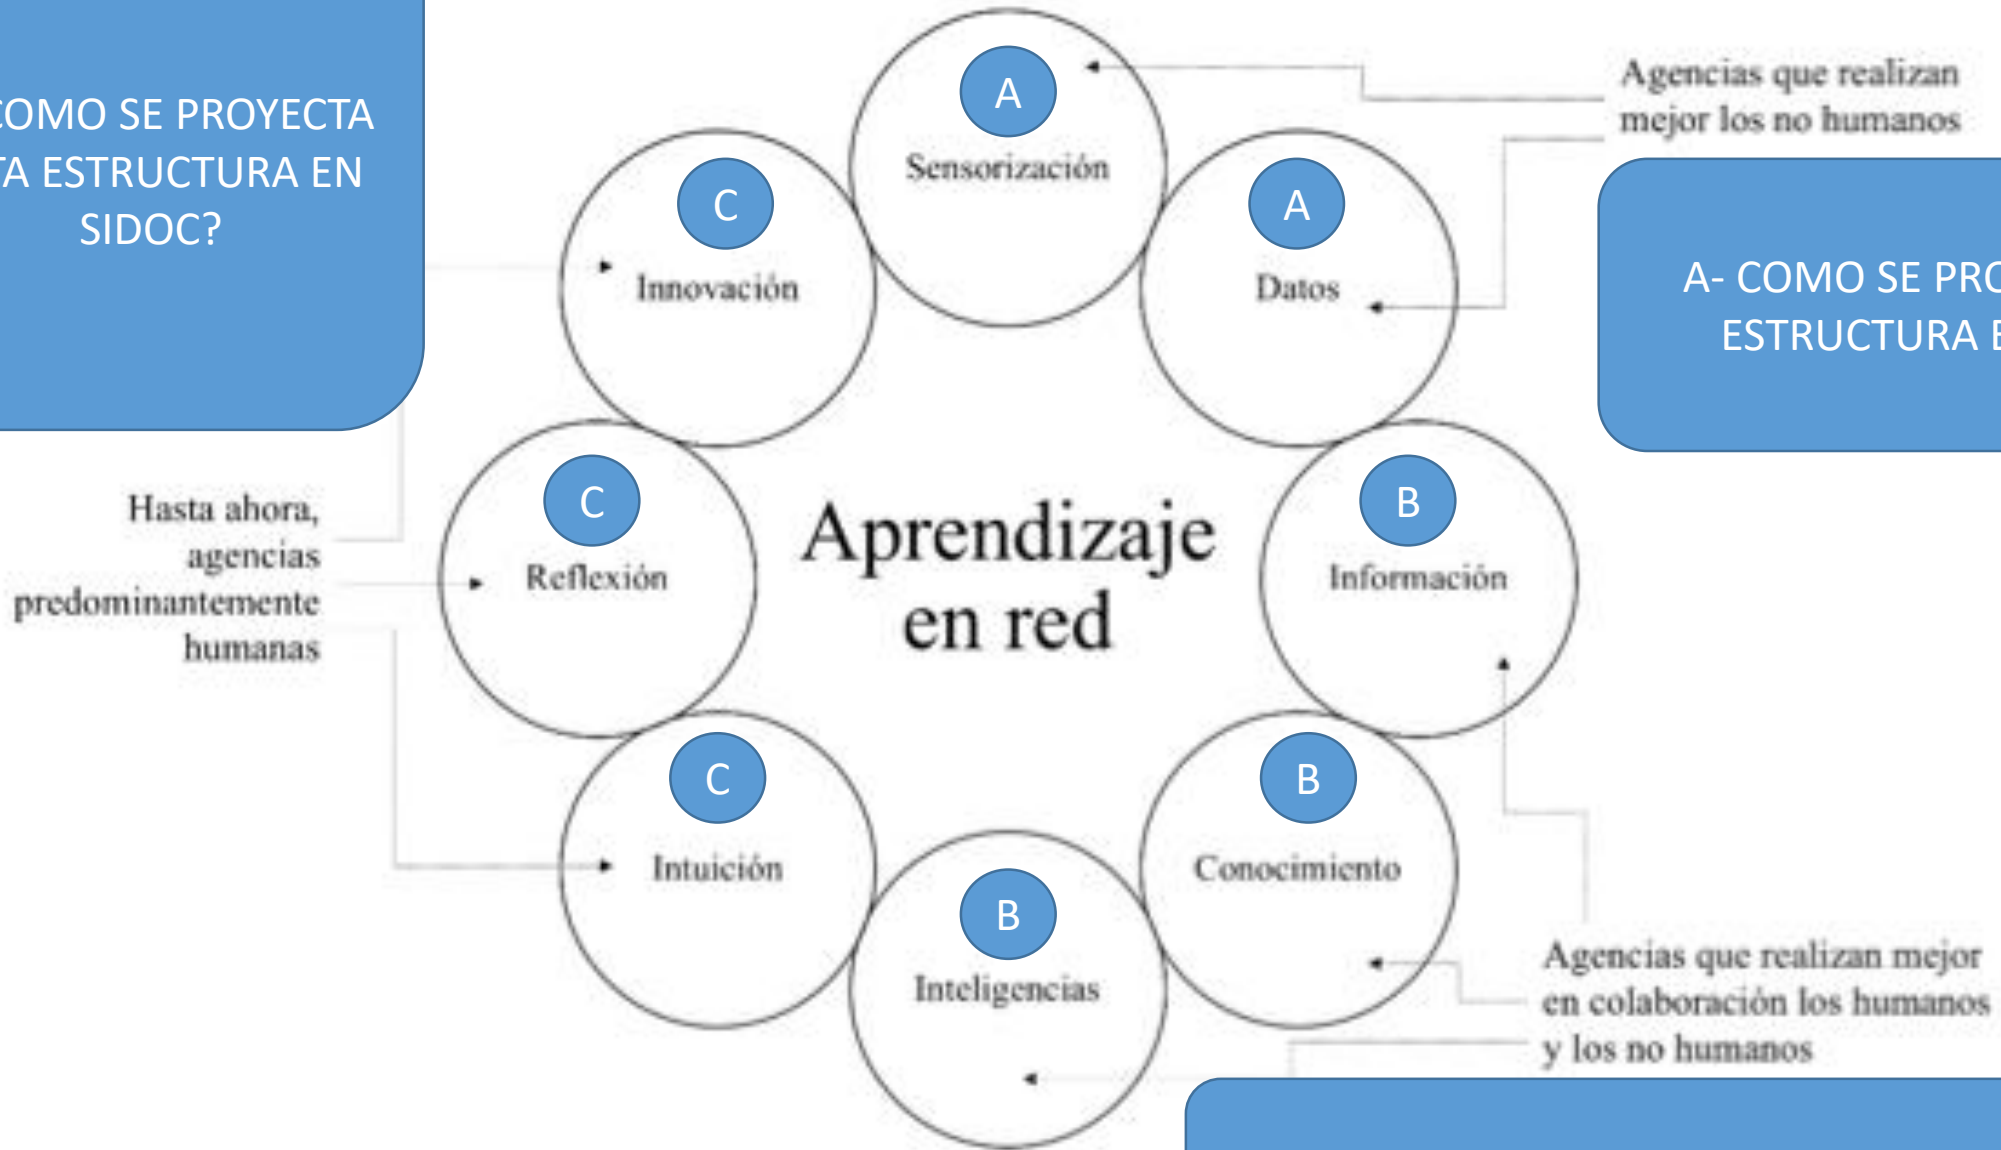 COMO SE PROYECTA
TA ESTRUCTURA EN
SIDOC?
A
Sensorización
Agencias que realizan
mejor los no humanos
C
Innovación
A
Datos
A- COMO SE PRO
ESTRUCTURA E
Hasta ahora,
agencias
predominantemente
humanas
C
Reflexión
Aprendizaje
en red
B
Información
C
Intuición
B
Conocimiento
B
Inteligencias
Agencias que realizan mejor
en colaboración los humanos
y los no humanos